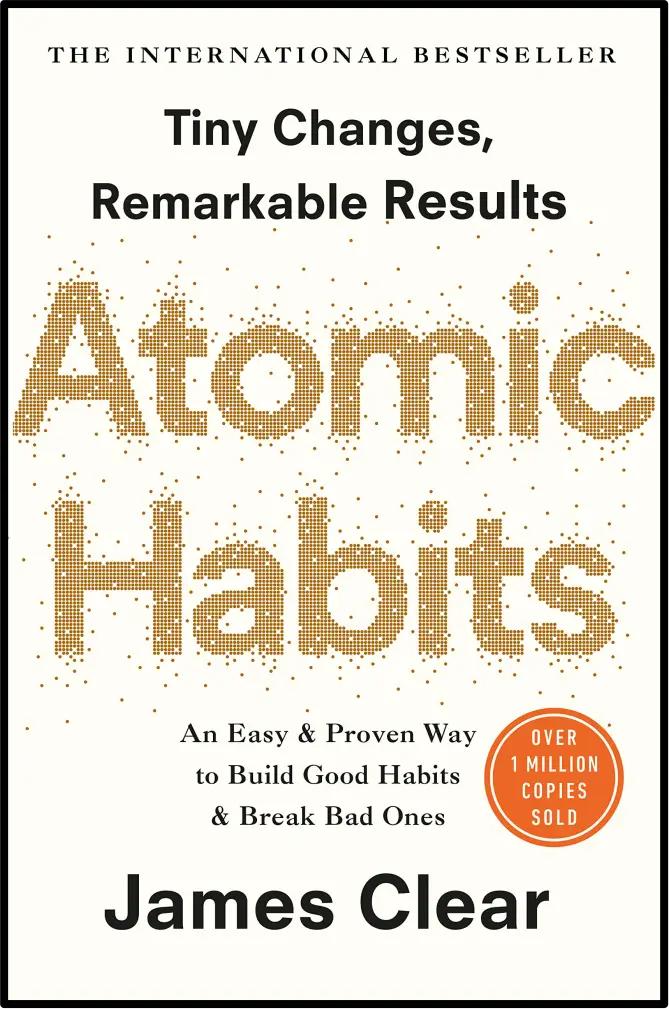 THE INTERNATIONAL BESTSELLER
Tiny Changes,
Remarkable Results
Atomic
Habits
An Easy & Proven Way
to Build Good Habits
& Break Bad Ones
OVER
1 MILLION
COPIES
SOLD
James Clear